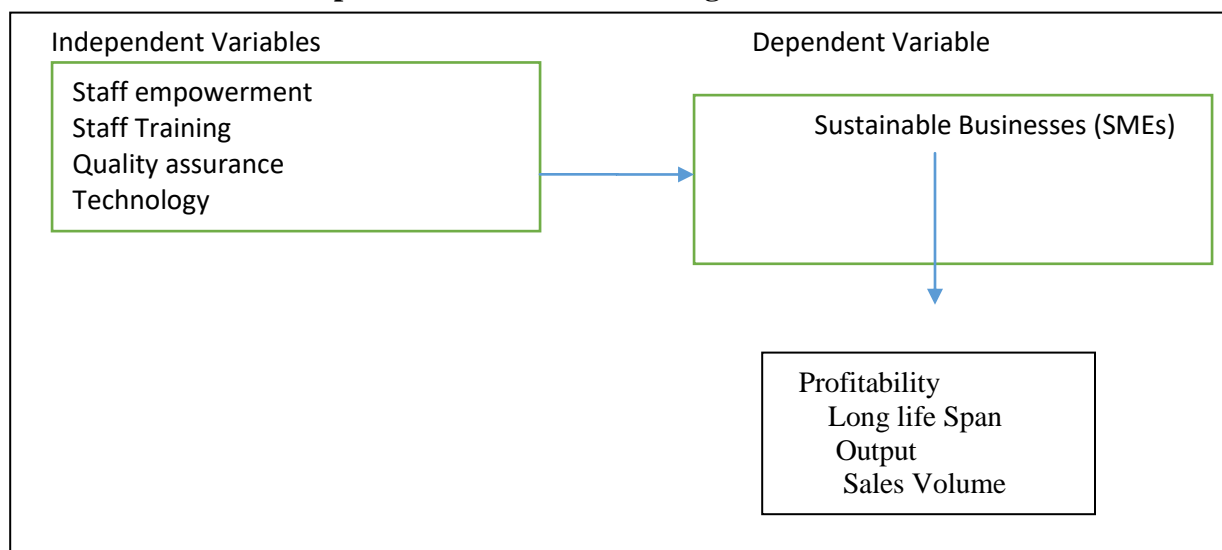 Independent Variables
Dependent Variable
Staff empowerment
Staff Training
Quality assurance
Technology
Sustainable Businesses (SMEs)
Profitability
Long life Span
Output
Sales Volume